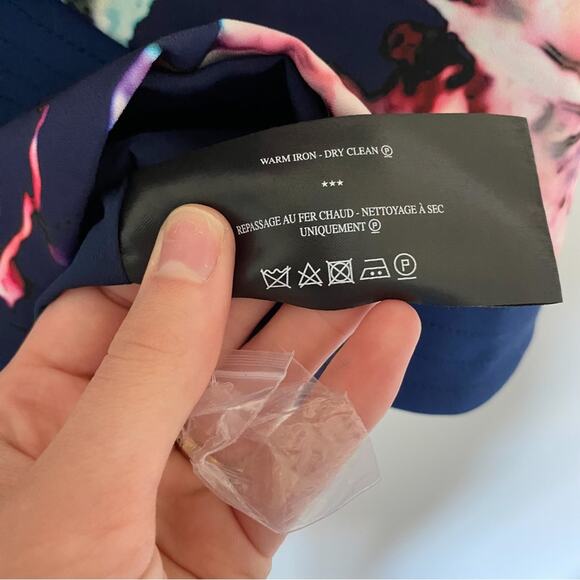 WARM IRON - DRY CLEAN Ⓟ
★★★
REPASSAGE AU FER CHAUD - NETTOYAGE À SEC
UNIQUEMENT Ⓟ
Ⓟ